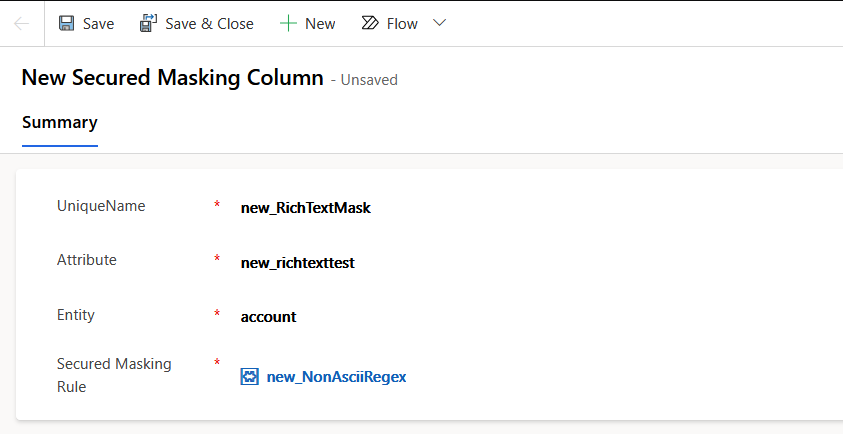 Save Save & Close New Flow
New Secured Masking Column - Unsaved
Summary
UniqueName * new_RichTextMask
Attribute * new_richtexttest
Entity * account
Secured Masking * new_NonAsciiRegex
Rule